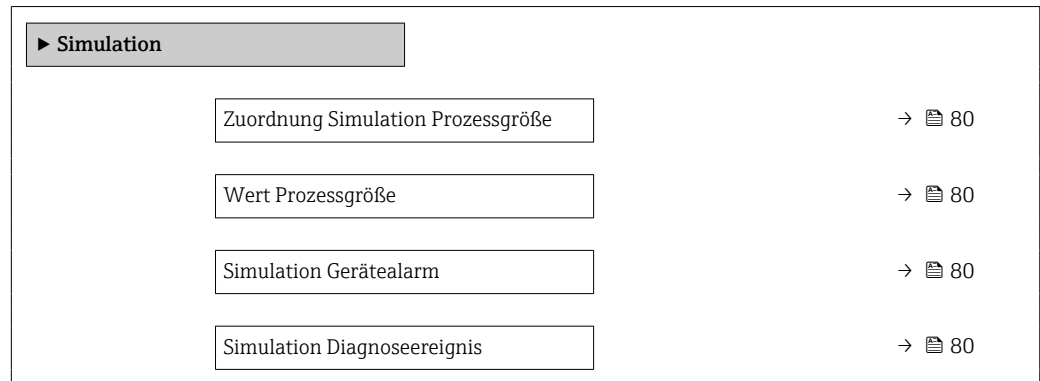 ▶ Simulation
Zuordnung Simulation Prozessgröße → 80
Wert Prozessgröße → 80
Simulation Gerätealarm → 80
Simulation Diagnoseereignis → 80